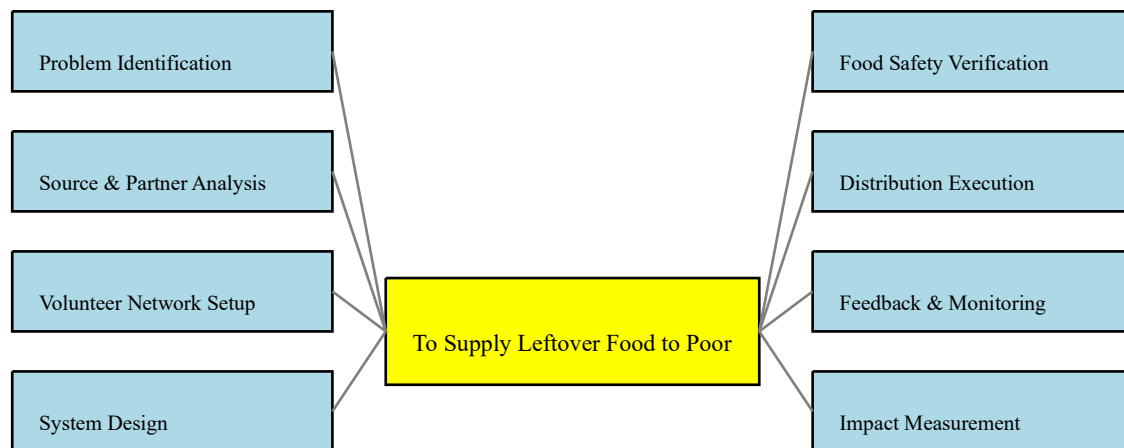 Problem Identification
Source & Partner Analysis
Volunteer Network Setup
System Design
To Supply Leftover Food to Poor
Food Safety Verification
Distribution Execution
Feedback & Monitoring
Impact Measurement